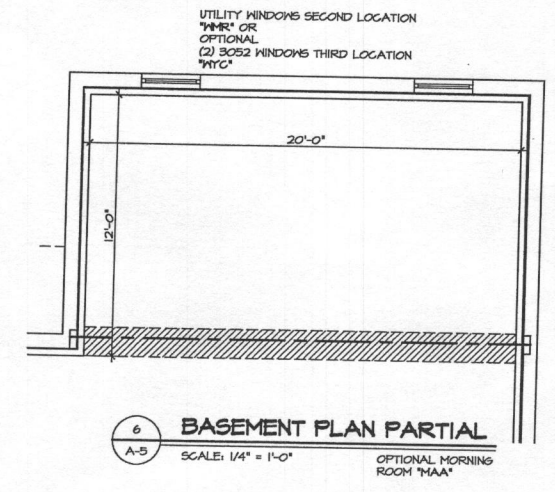 UTILITY WINDOWS SECOND LOCATION
"WMR" OR
OPTIONAL
(2) 3052 WINDOWS THIRD LOCATION
"WYC"
20'-0"
12'-0"
6
A-5
BASEMENT PLAN PARTIAL
SCALE: 1/4" = 1'-0"
OPTIONAL MORNING
ROOM "MAA"